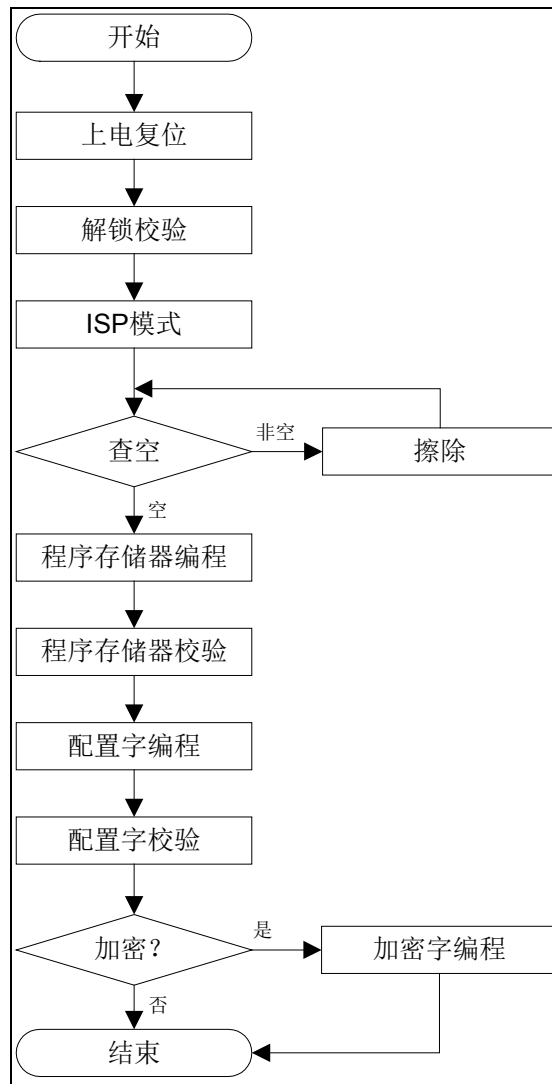 开始
上电复位
解锁校验
ISP模式
查空
非空
擦除
空
程序存储器编程
程序存储器校验
配置字编程
配置字校验
加密？
是
加密字编程
否
结束